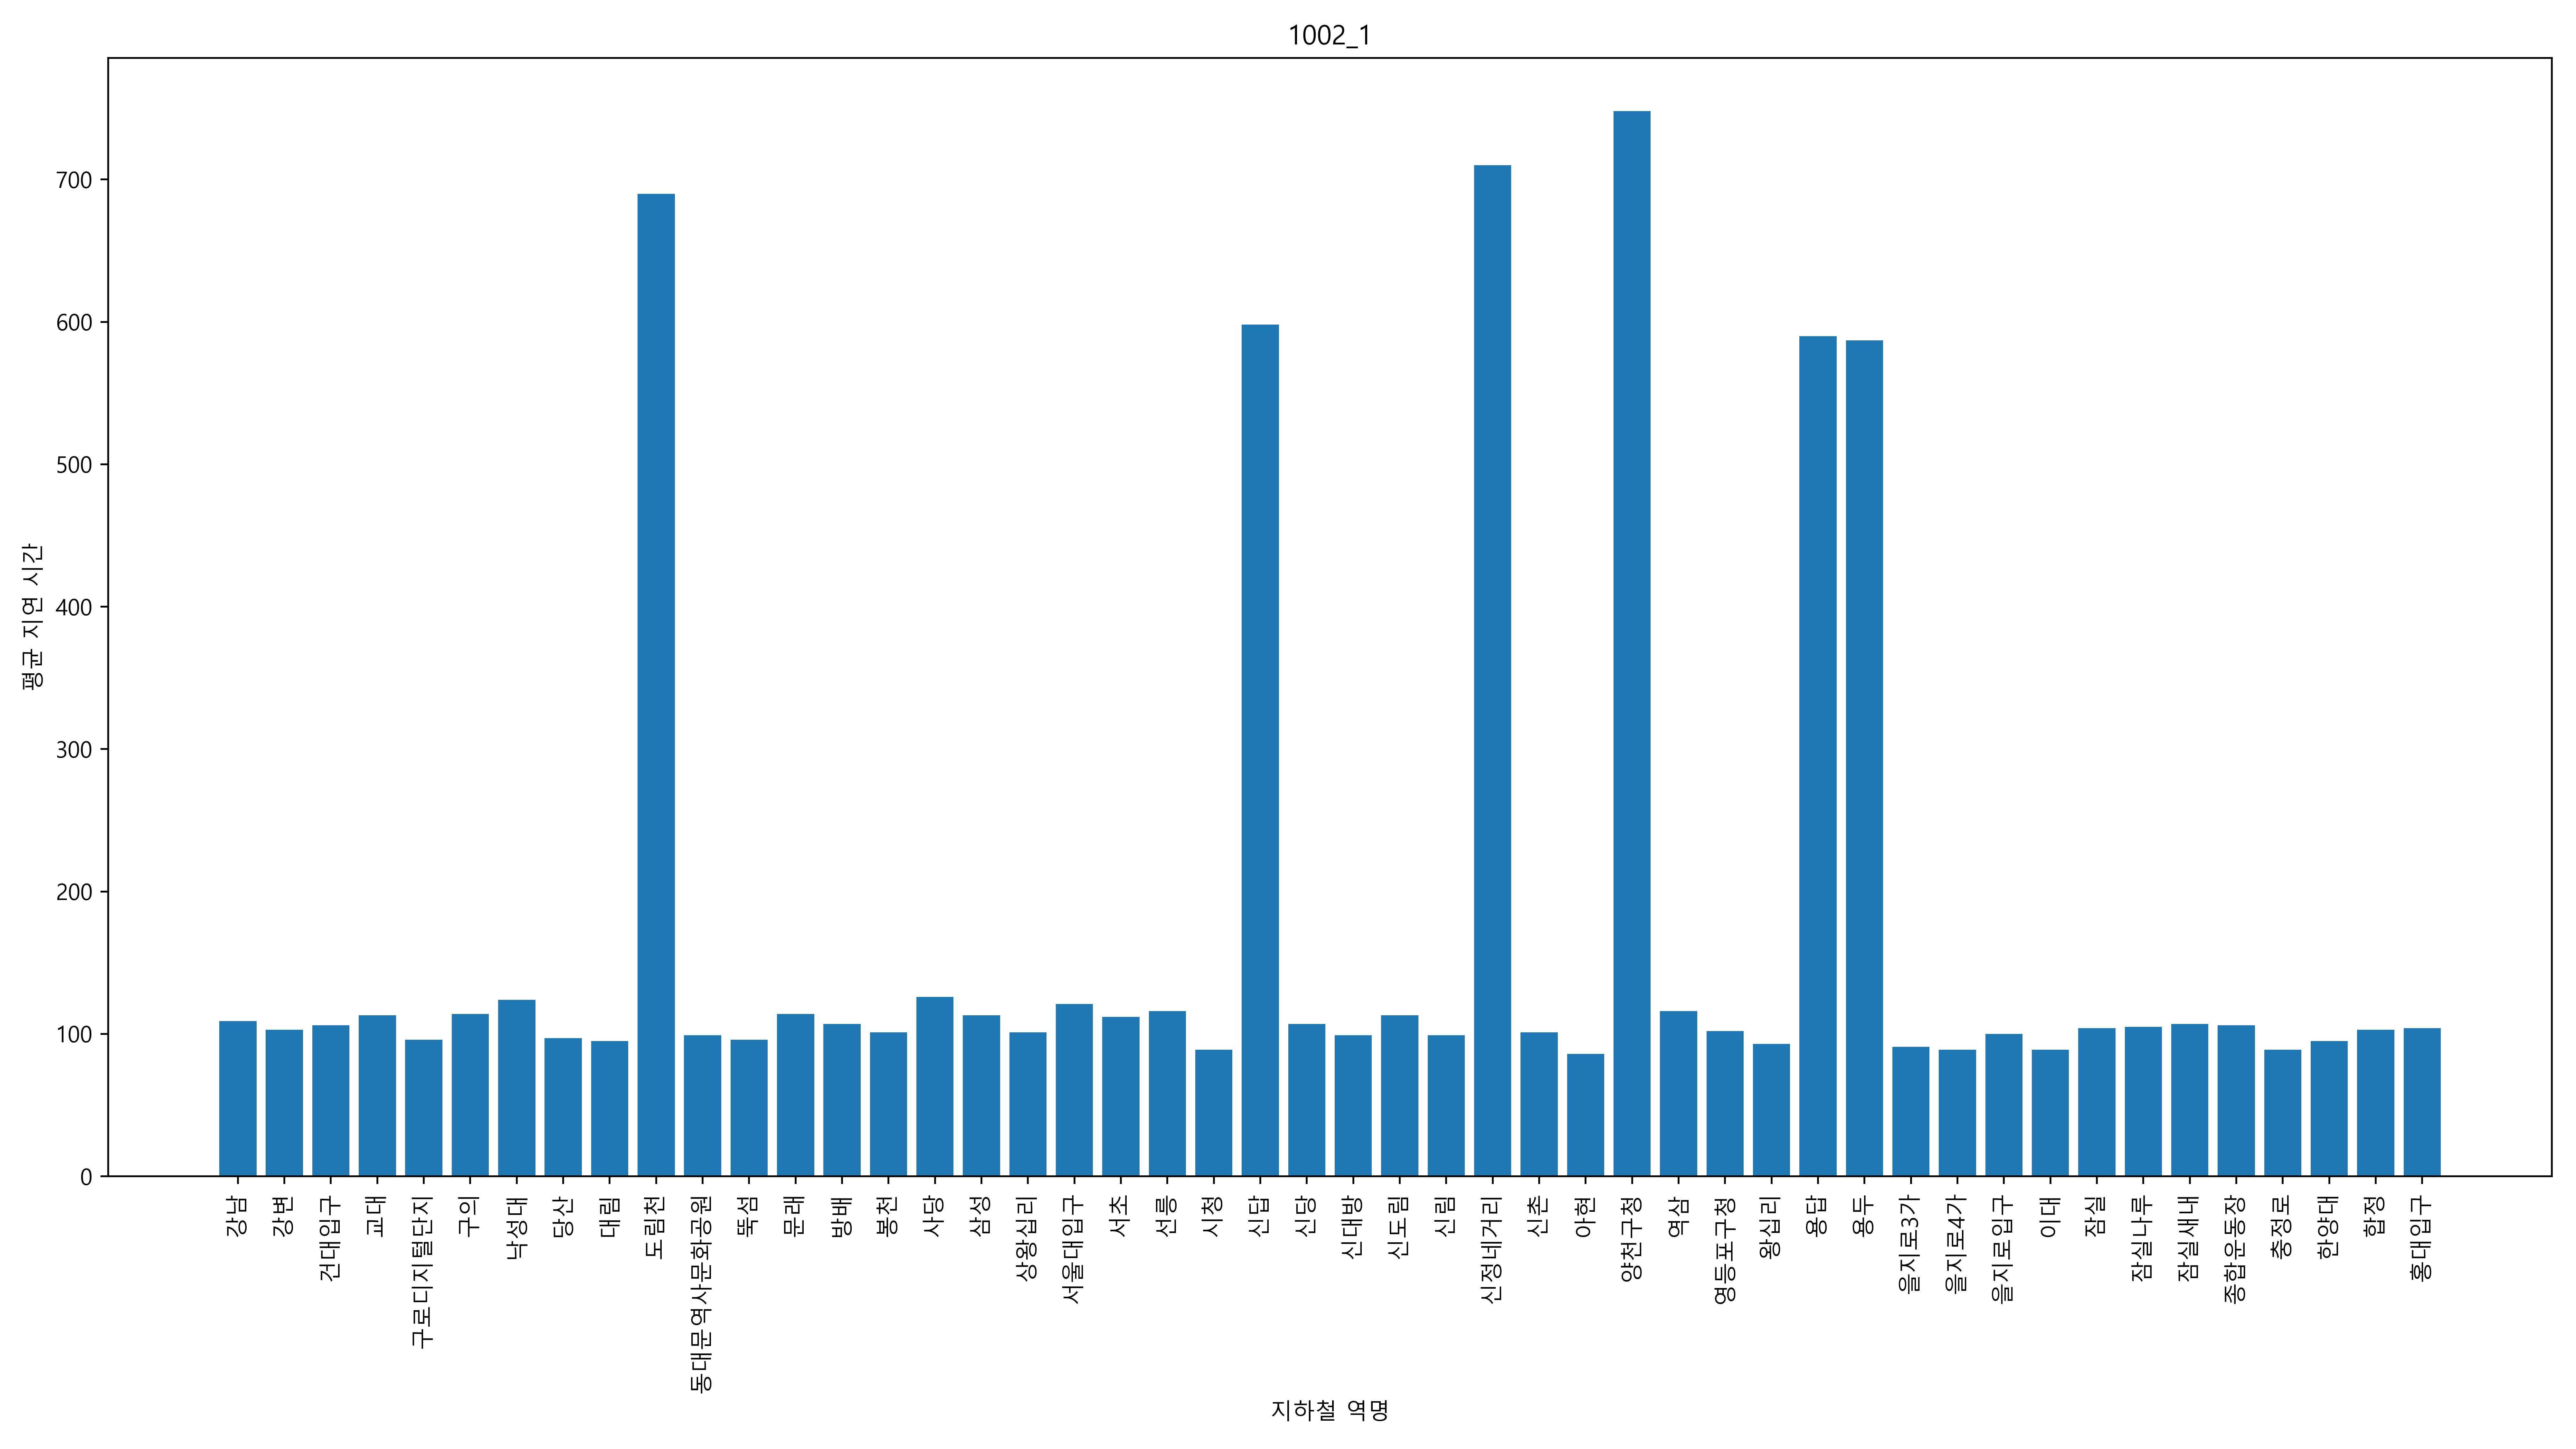 1002_1
평균 지연 시간
700
600
500
400
300
200
100
0
강남
강변
건대입구
교대
구로디지털단지
구의
낙성대
당산
대림
도림천
동대문역사문화공원
뚝섬
문래
방배
봉천
사당
삼성
상왕십리
서울대입구
서초
선릉
시청
신답
신당
신대방
신도림
신림
신정네거리
신촌
아현
양천구청
역삼
영등포구청
왕십리
용답
용두
을지로3가
을지로4가
을지로입구
이대
잠실
잠실나루
잠실새내
종합운동장
충정로
한양대
합정
홍대입구
지하철 역명